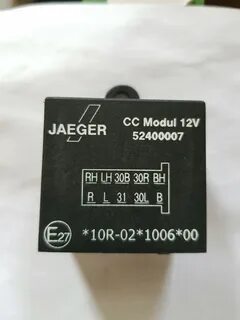 JAEGER
CC Modul 12V
52400007
RH LH 30B 30R BH
R L 31 30L B
E27
*10R-02*1006*00